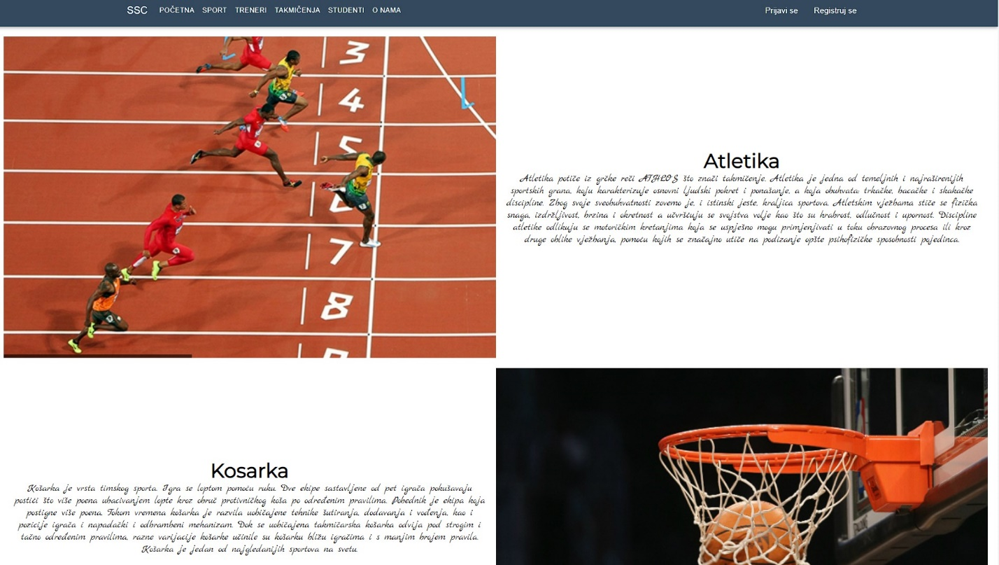 SSC POČETNA SPORT TRENERI TAKMIČENJA STUDENTI O NAMA Prijavi se Registruj se
3
4
5
6
7
8
Atletika
Atletika potiče iz grčke reči ATHLOS što znači takmičenje. Atletika je jedna od temeljnih i najraširenijih
sportskih grana, koju karakterizuje osnovni ljudski pokret i ponašanje, a koja obuhvata: trkačke, bacačke i skakačke
discipline. Zbog svoje sveobuhvatnosti zovemo je, i istinski jeste, kraljica sportova. Atletskim vježbama stiče se fizička
snaga, izdržljivost, brzina i okretnost a učvršćuju se svojstva volje kao što su hrabrost, odlučnost i upornost. Discipline
atletike odlikuju se motoričkim kretanjima koja se uspješno mogu primjenjivati u toku obrazovnog procesa ili kroz
druge oblike vježbanja, pomoću kojih se značajno utiče na podizanje opšte psihofizičke sposobnosti pojedinca.
Kosarka
Košarka je vrsta timskog sporta. Igra se loptom pomoću ruku. Dve ekipe sastavljene od pet igrača pokušavaju
postići što više poena ubacivanjem lopte kroz obruč protivničkog koša po određenim pravilima. Pobednik je ekipa koja
postigne više poena. Tokom vremena košarka je razvila uobičajene tehnike šutiranja, dodavanja i vođenja, kao i
pozicije igrača i napadački i odbrambeni mehanizam. Dok se uobičajena takmičarska košarka odvija pod strogim i
tačno određenim pravilima, razne varijacije košarke učinile su košarku bližu igračima i s manjim brojem pravila.
Košarka je jedan od najgledanijih sportova na svetu.